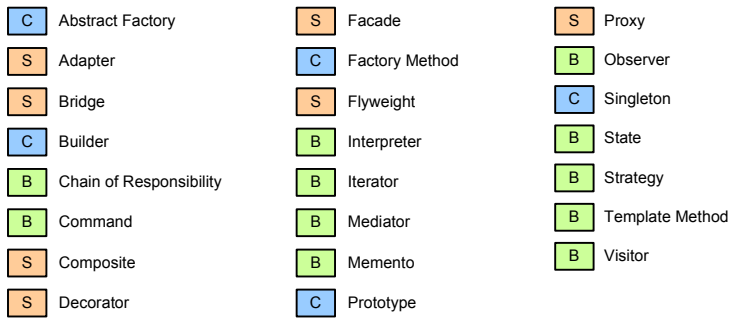 C Abstract Factory
S Adapter
S Bridge
C Builder
B Chain of Responsibility
B Command
S Composite
S Decorator
S Facade
C Factory Method
S Flyweight
B Interpreter
B Iterator
B Mediator
B Memento
C Prototype
S Proxy
B Observer
C Singleton
B State
B Strategy
B Template Method
B Visitor